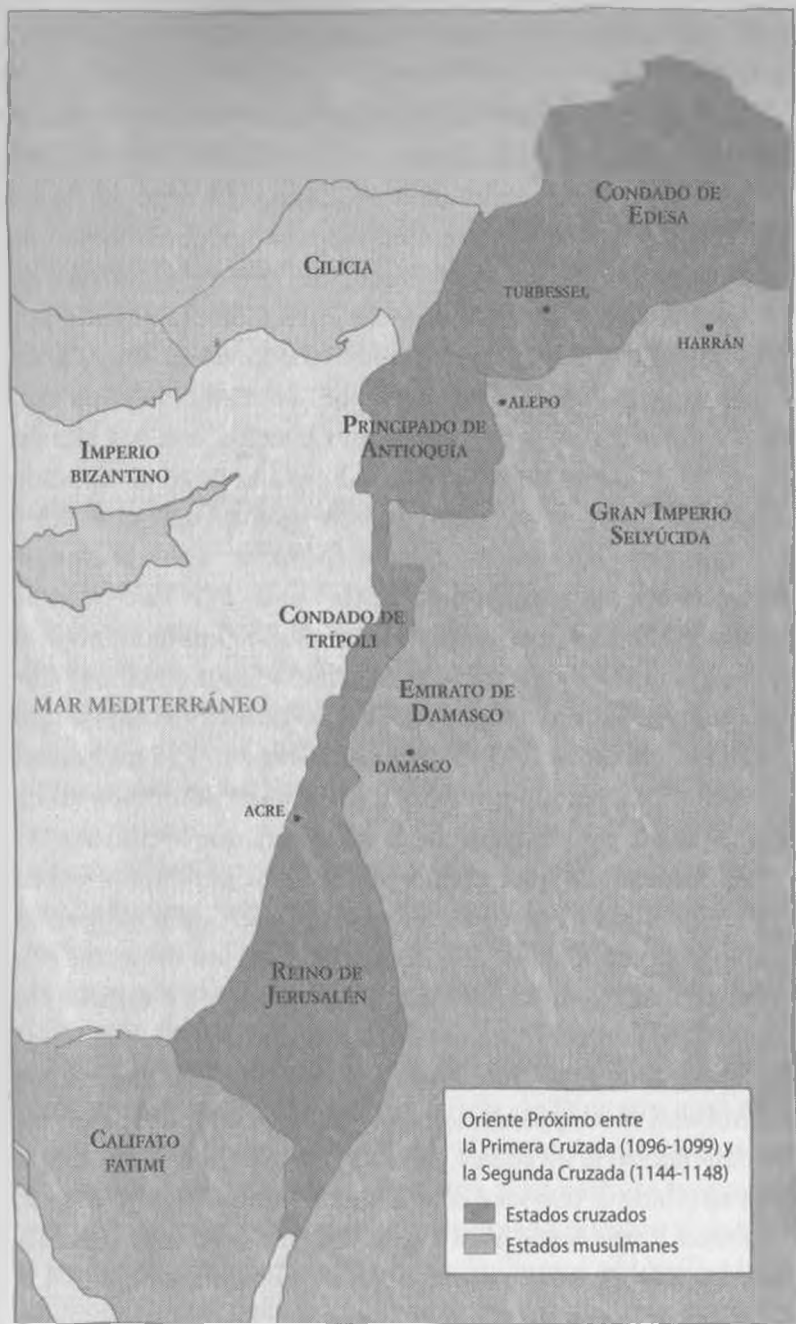 CONDADO DE
EDESA
CILICIA
TURBESSEL
HARRÁN
ALEPO
PRINCIPADO DE
ANTIOQUÍA
IMPERIO
BIZANTINO
GRAN IMPERIO
SELYÚCIDA
CONDADO DE
TRÍPOLI
MAR MEDITERRÁNEO
EMIRATO DE
DAMASCO
DAMASCO
ACRE
REINO DE
JERUSALÉN
CALIFATO
FATIMÍ
Oriente Próximo entre
la Primera Cruzada (1096-1099) y
la Segunda Cruzada (1144-1148)
Estados cruzados
Estados musulmanes